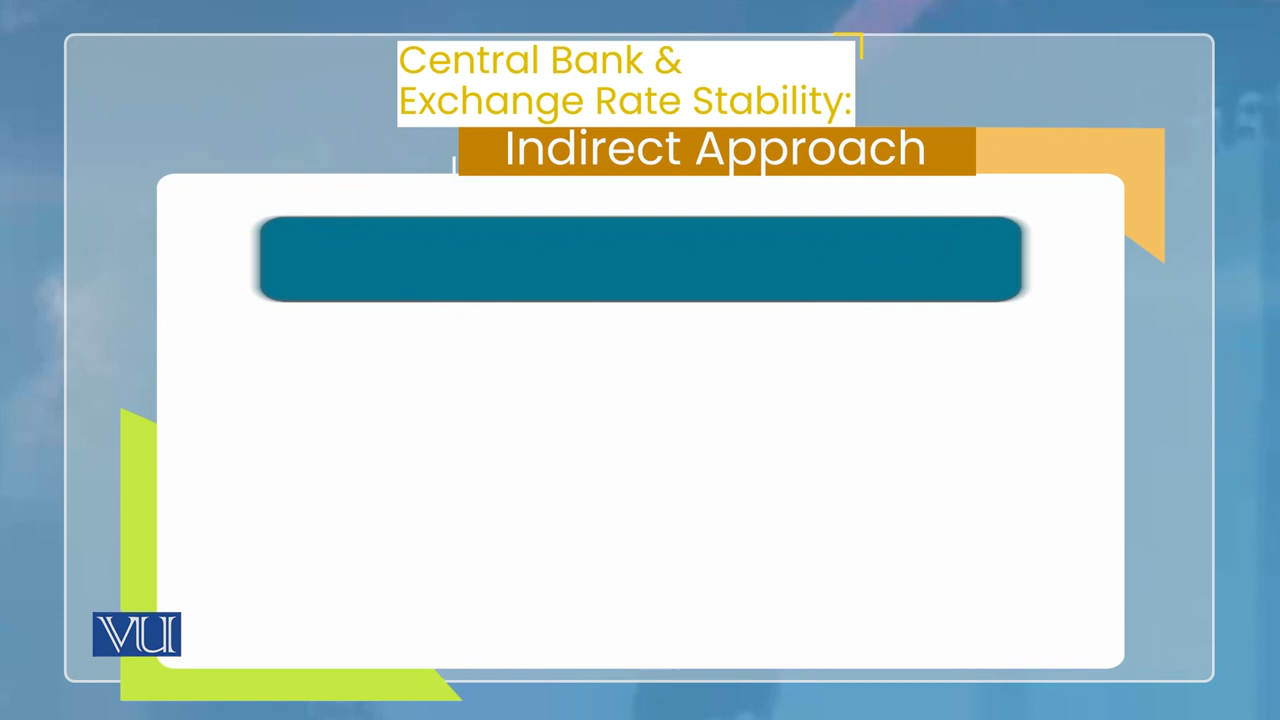 Central Bank &
Exchange Rate Stability:
Indirect Approach
VU